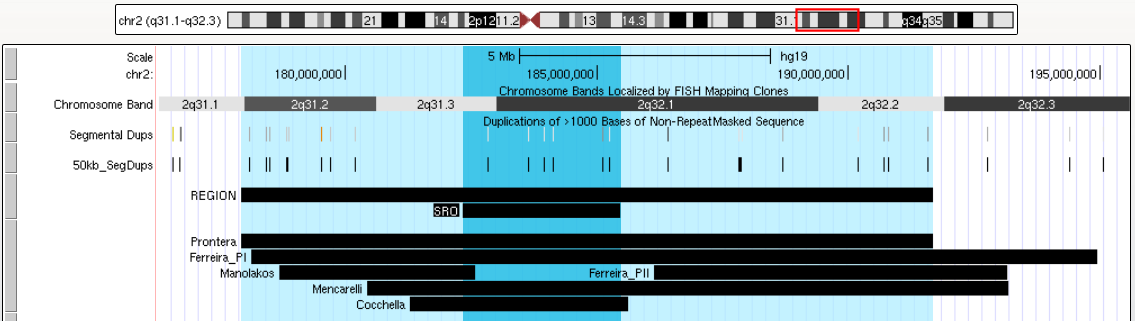 chr2 (q31.1-q32.3) 21 14 2p12 11.2 13 14.3 31.1 q34 q35
Scale 5 Mb hg19
chr2: 180,000,000 185,000,000 190,000,000 195,000,000
Chromosome Bands Localized by FISH Mapping Clones
Chromosome Band 2q31.1 2q31.2 2q31.3 2q32.1 2q32.2 2q32.3
Duplications of >1000 Bases of Non-RepeatMasked Sequence
Segmental Dups
50kb_SegDups
REGION
SRO
Prontera
Ferreira_PI
Manolakos Ferreira_PII
Mencarelli
Cocchella